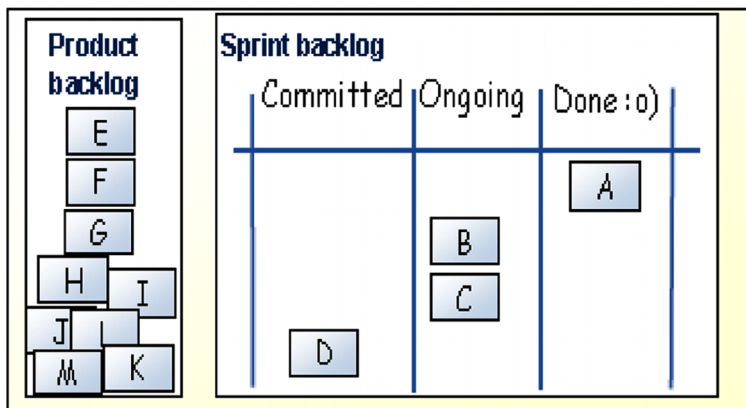 Product
backlog
E
F
G
H
I
J
M
K
Sprint backlog
Committed
Ongoing
Done :o)
A
B
C
D